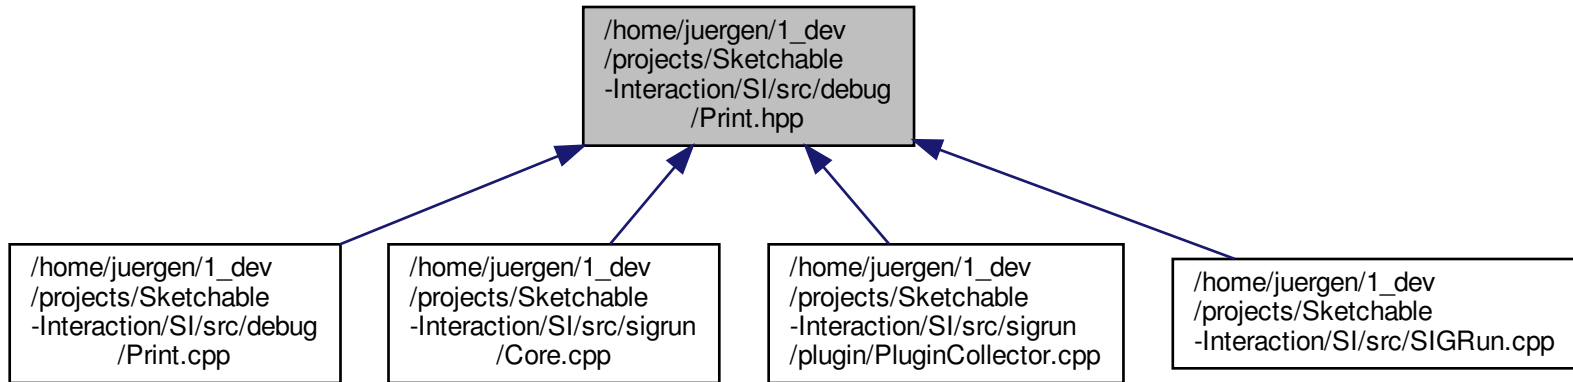 /home/juergen/1_dev
/projects/Sketchable
-Interaction/SI/src/debug
/Print.hpp
/home/juergen/1_dev
/projects/Sketchable
-Interaction/SI/src/debug
/Print.cpp
/home/juergen/1_dev
/projects/Sketchable
-Interaction/SI/src/sigrun
/Core.cpp
/home/juergen/1_dev
/projects/Sketchable
-Interaction/SI/src/sigrun
/plugin/PluginCollector.cpp
/home/juergen/1_dev
/projects/Sketchable
-Interaction/SI/src/SIGRun.cpp